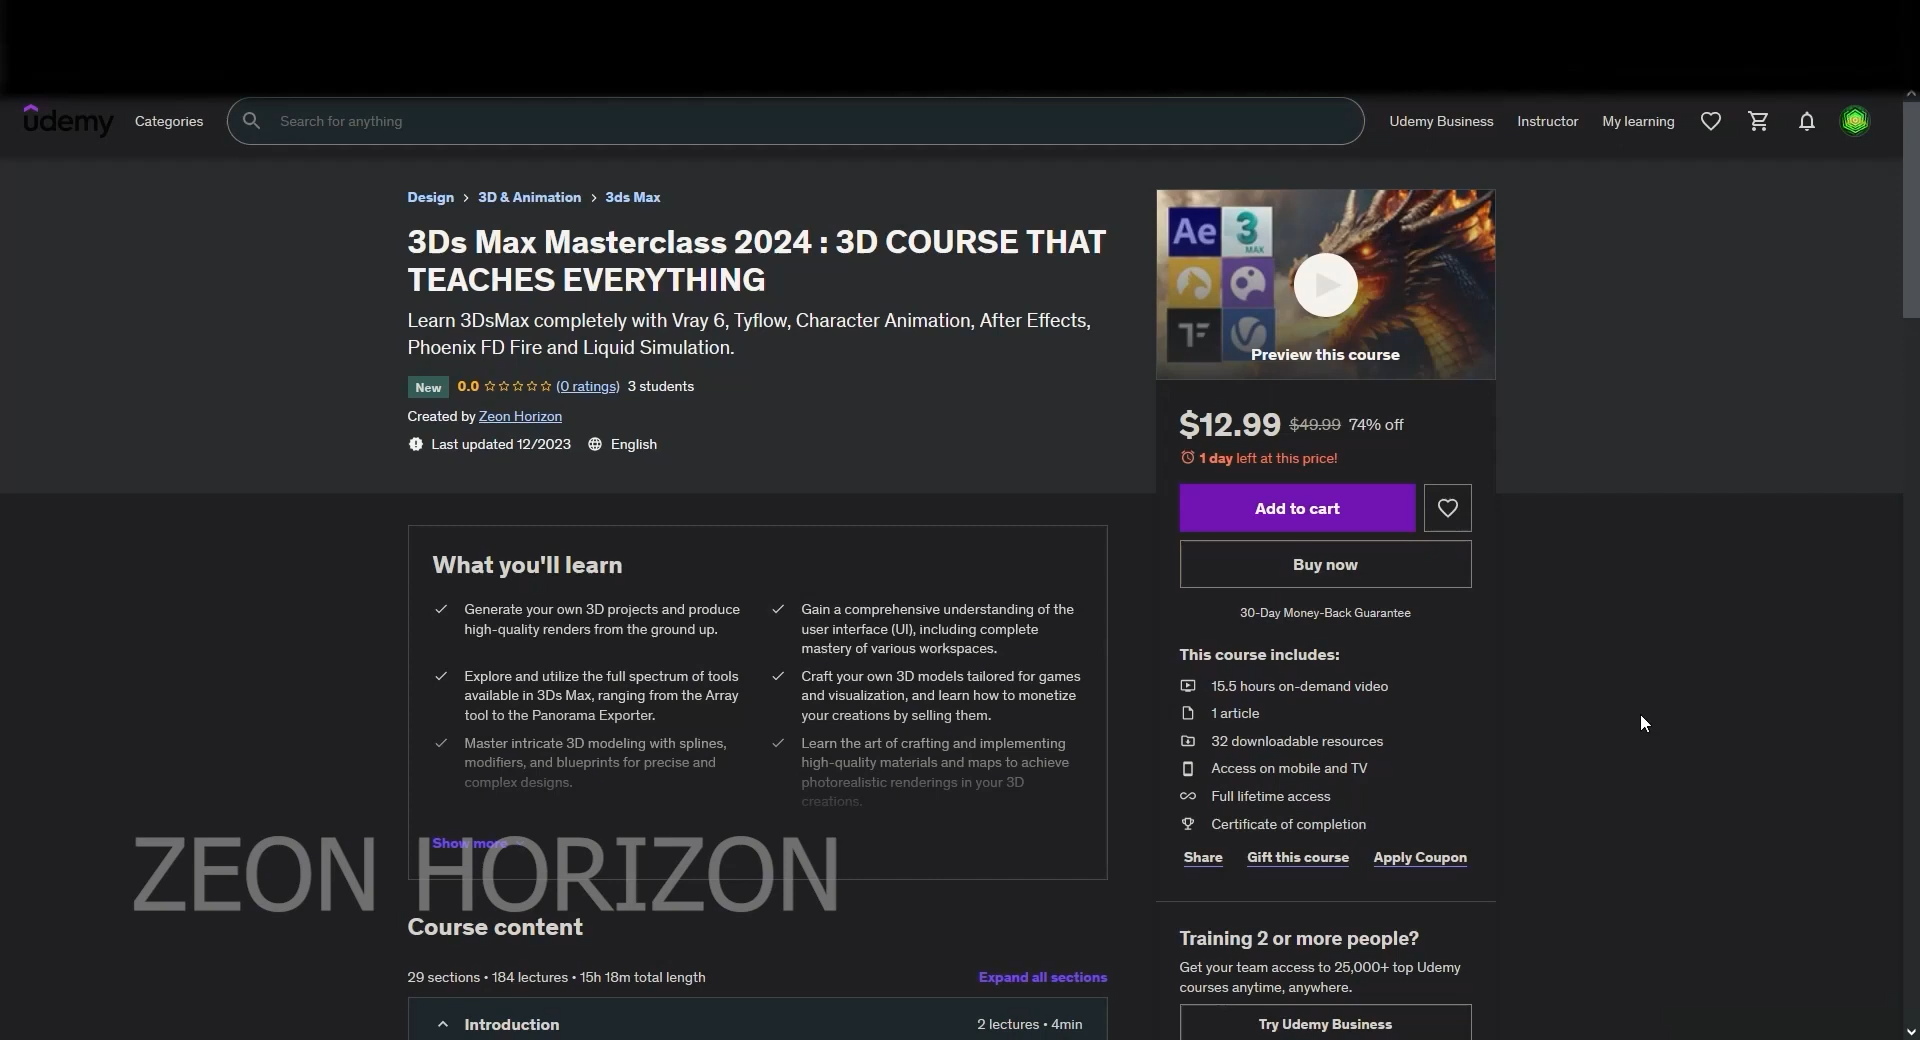 udemy
Categories
Search for anything
Udemy Business
Instructor
My learning
Design > 3D & Animation > 3ds Max
3Ds Max Masterclass 2024 : 3D COURSE THAT
TEACHES EVERYTHING
Learn 3DsMax completely with Vray 6, Tyflow, Character Animation, After Effects,
Phoenix FD Fire and Liquid Simulation.
New 0.0 (0 ratings) 3 students
Created by Zeon Horizon
Last updated 12/2023 English
Ae
3
MAX
TF
Preview this course
$12.99 $49.99 74% off
1 day left at this price!
Add to cart
Buy now
30-Day Money-Back Guarantee
This course includes:
15.5 hours on-demand video
1 article
32 downloadable resources
Access on mobile and TV
Full lifetime access
Certificate of completion
Share Gift this course Apply Coupon
Training 2 or more people?
Get your team access to 25,000+ top Udemy
courses anytime, anywhere.
Try Udemy Business
What you'll learn
Generate your own 3D projects and produce
high-quality renders from the ground up.
Gain a comprehensive understanding of the
user interface (UI), including complete
mastery of various workspaces.
Explore and utilize the full spectrum of tools
available in 3Ds Max, ranging from the Array
tool to the Panorama Exporter.
Craft your own 3D models tailored for games
and visualization, and learn how to monetize
your creations by selling them.
Master intricate 3D modeling with splines,
modifiers, and blueprints for precise and
complex designs.
Learn the art of crafting and implementing
high-quality materials and maps to achieve
photorealistic renderings in your 3D
creations.
Show more
ZEON HORIZON
Course content
29 sections • 184 lectures • 15h 18m total length
Expand all sections
Introduction
2 lectures • 4min